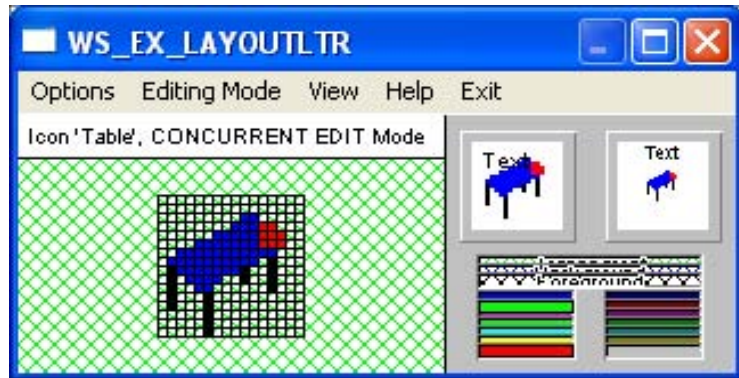 WS_EX_LAYOUTLTR
Options Editing Mode View Help Exit
Icon 'Table', CONCURRENT EDIT Mode
Text
Text
Foreground